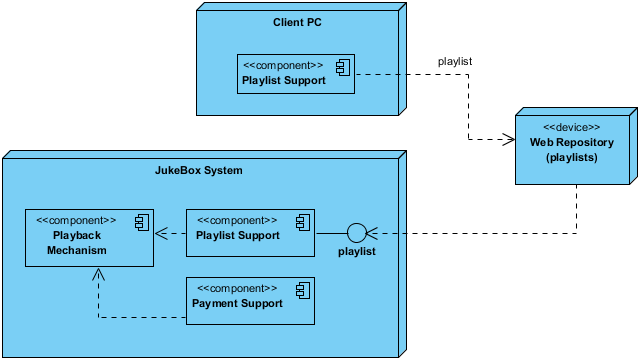 Client PC
<<component>>
Playlist Support
playlist
<<device>>
Web Repository
(playlists)
JukeBox System
<<component>>
Playback
Mechanism
<<component>>
Playlist Support
playlist
<<component>>
Payment Support